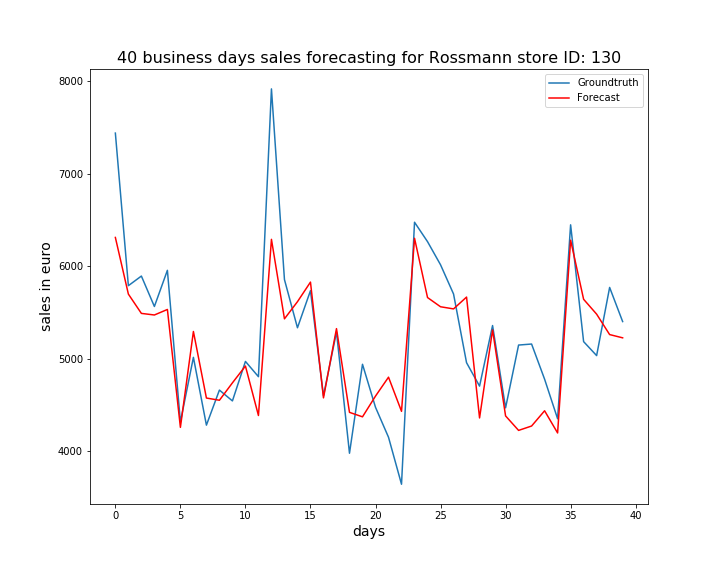 40 business days sales forecasting for Rossmann store ID: 130
Groundtruth
Forecast
sales in euro
8000
7000
6000
5000
4000
0 5 10 15 20 25 30 35 40
days